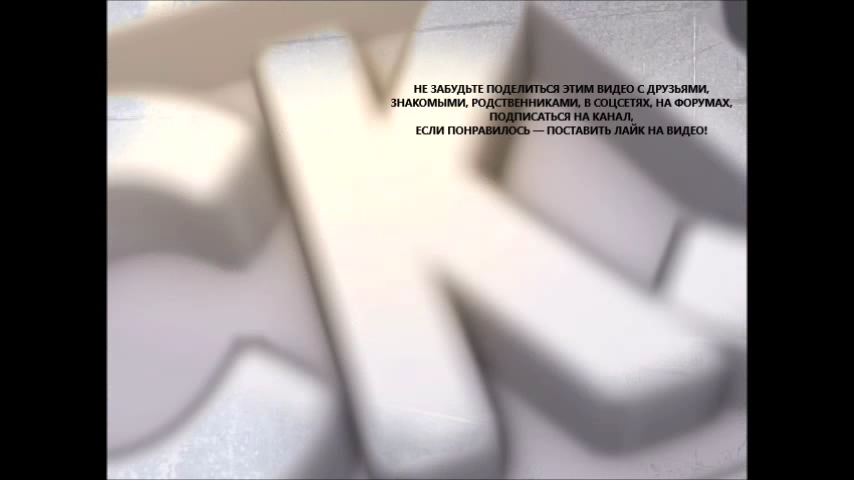 НЕ ЗАБУДЬТЕ ПОДЕЛИТЬСЯ ЭТИМ ВИДЕО С ДРУЗЬЯМИ,
ЗНАКОМЫМИ, РОДСТВЕННИКАМИ, В СОЦСЕТЯХ, НА ФОРУМАХ,
ПОДПИСАТЬСЯ НА КАНАЛ,
ЕСЛИ ПОНРАВИЛОСЬ — ПОСТАВИТЬ ЛАЙК НА ВИДЕО!
К